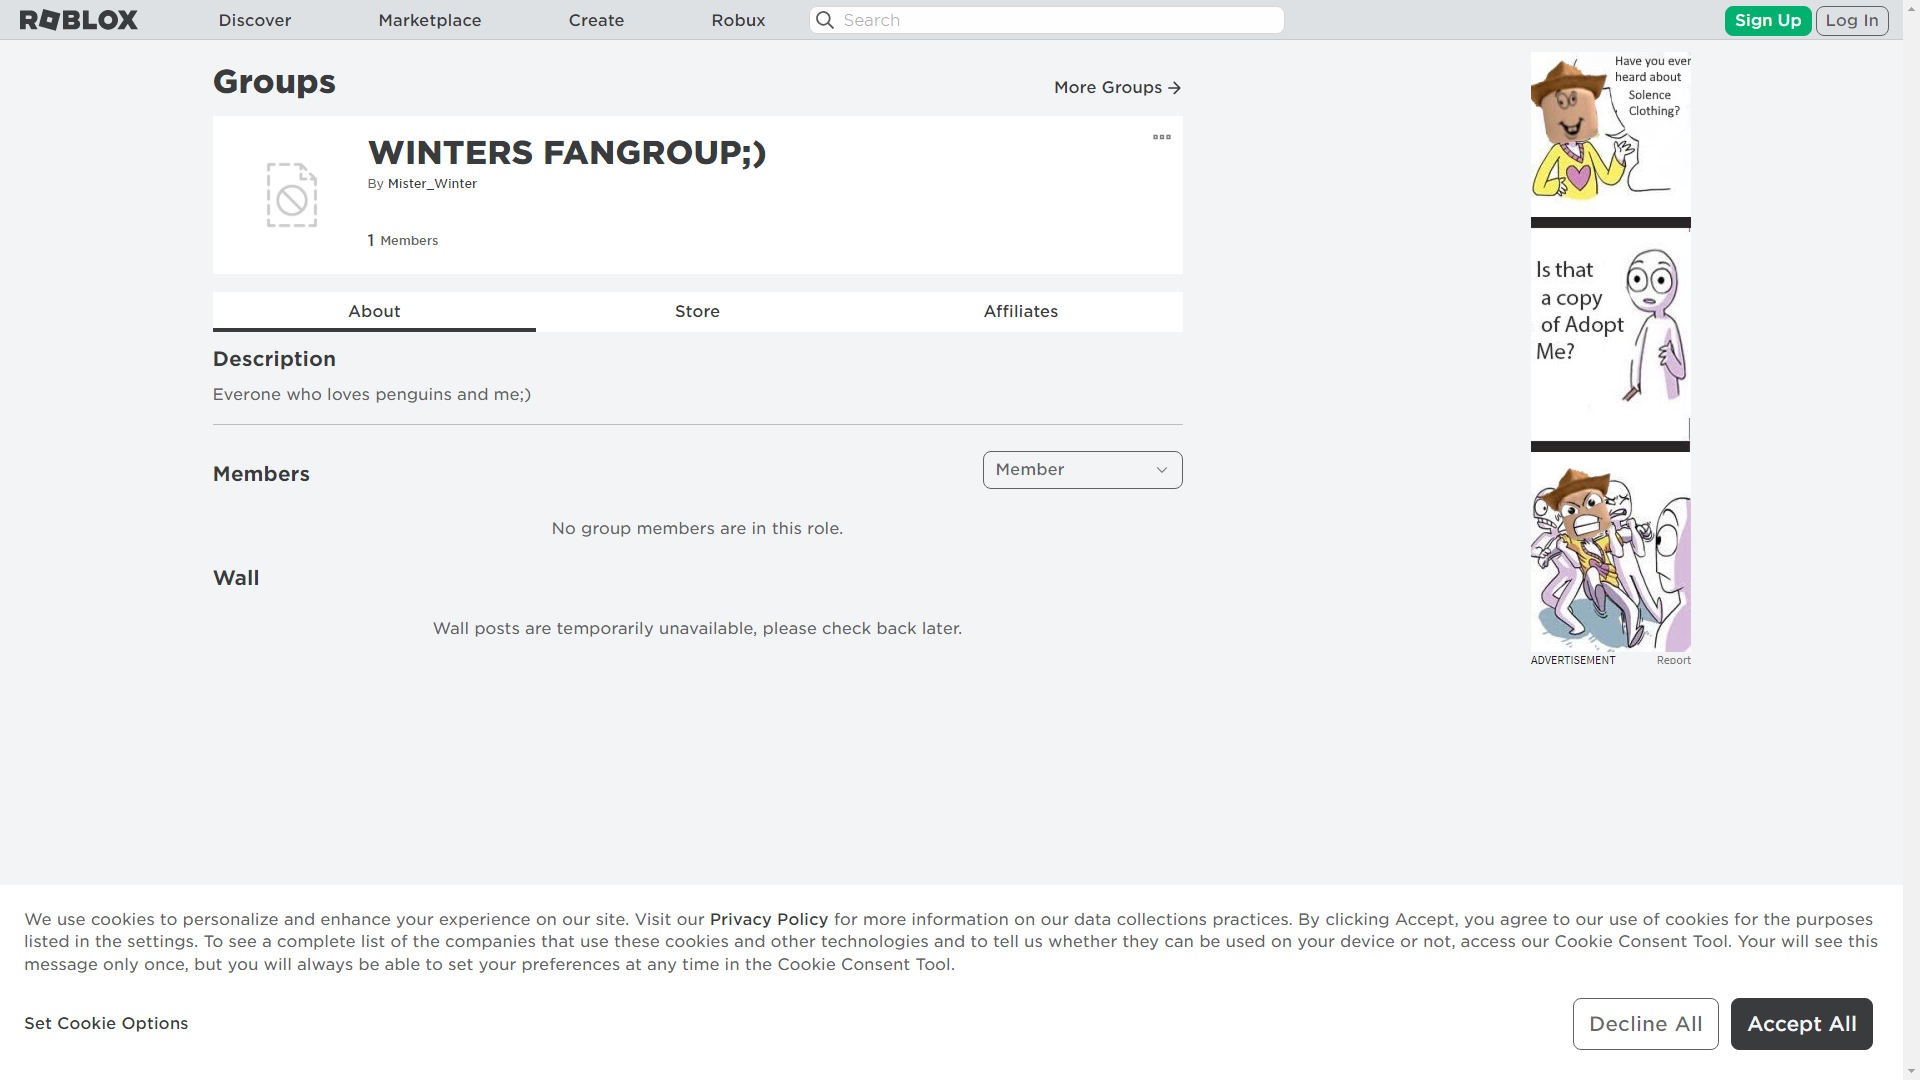 ROBLOX
Discover
Marketplace
Create
Robux
Search
Sign Up
Log In
Groups
More Groups
WINTERS FANGROUP;)
By Mister_Winter
1 Members
About
Store
Affiliates
Description
Everone who loves penguins and me;)
Members
Member
No group members are in this role.
Wall
Wall posts are temporarily unavailable, please check back later.
Have you ever
heard about
Solence
Clothing?
Is that
a copy
of Adopt
Me?
ADVERTISEMENT
Report
We use cookies to personalize and enhance your experience on our site. Visit our Privacy Policy for more information on our data collections practices. By clicking Accept, you agree to our use of cookies for the purposes
listed in the settings. To see a complete list of the companies that use these cookies and other technologies and to tell us whether they can be used on your device or not, access our Cookie Consent Tool. Your will see this
message only once, but you will always be able to set your preferences at any time in the Cookie Consent Tool.
Set Cookie Options
Decline All
Accept All